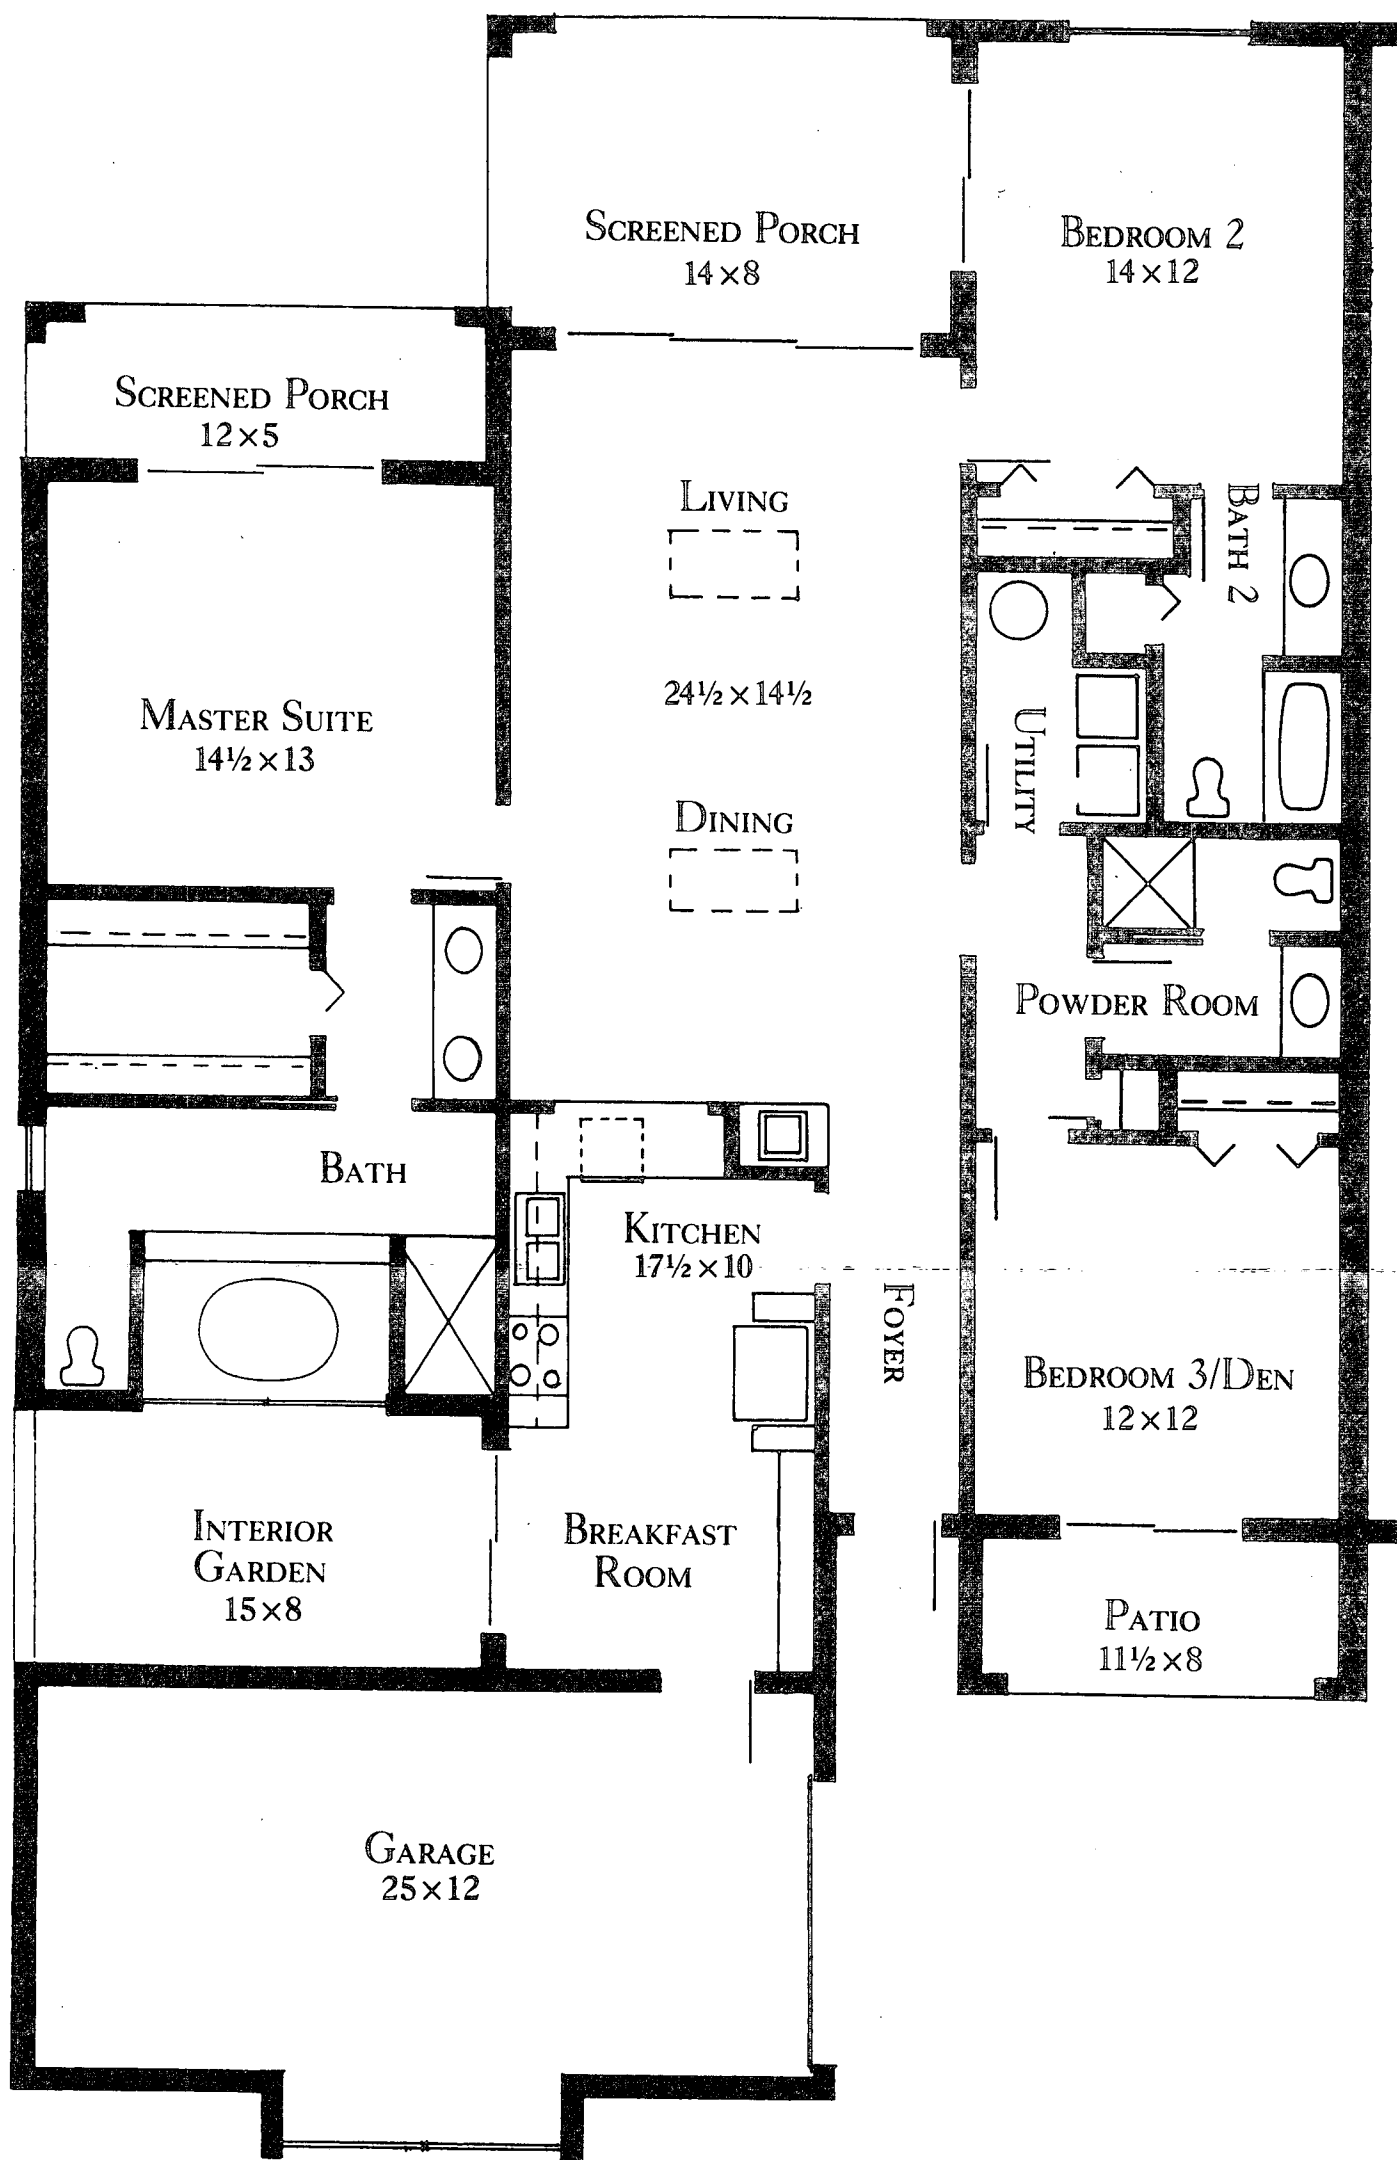 Screened Porch
14×8
Bedroom 2
14×12
Screened Porch
12×5
Living
Bath 2
24½×14½
Master Suite
14½×13
Utility
Dining
Powder Room
Bath
Kitchen
17½×10
Foyer
Bedroom 3/Den
12×12
Interior
Garden
15×8
Breakfast
Room
Patio
11½×8
Garage
25×12